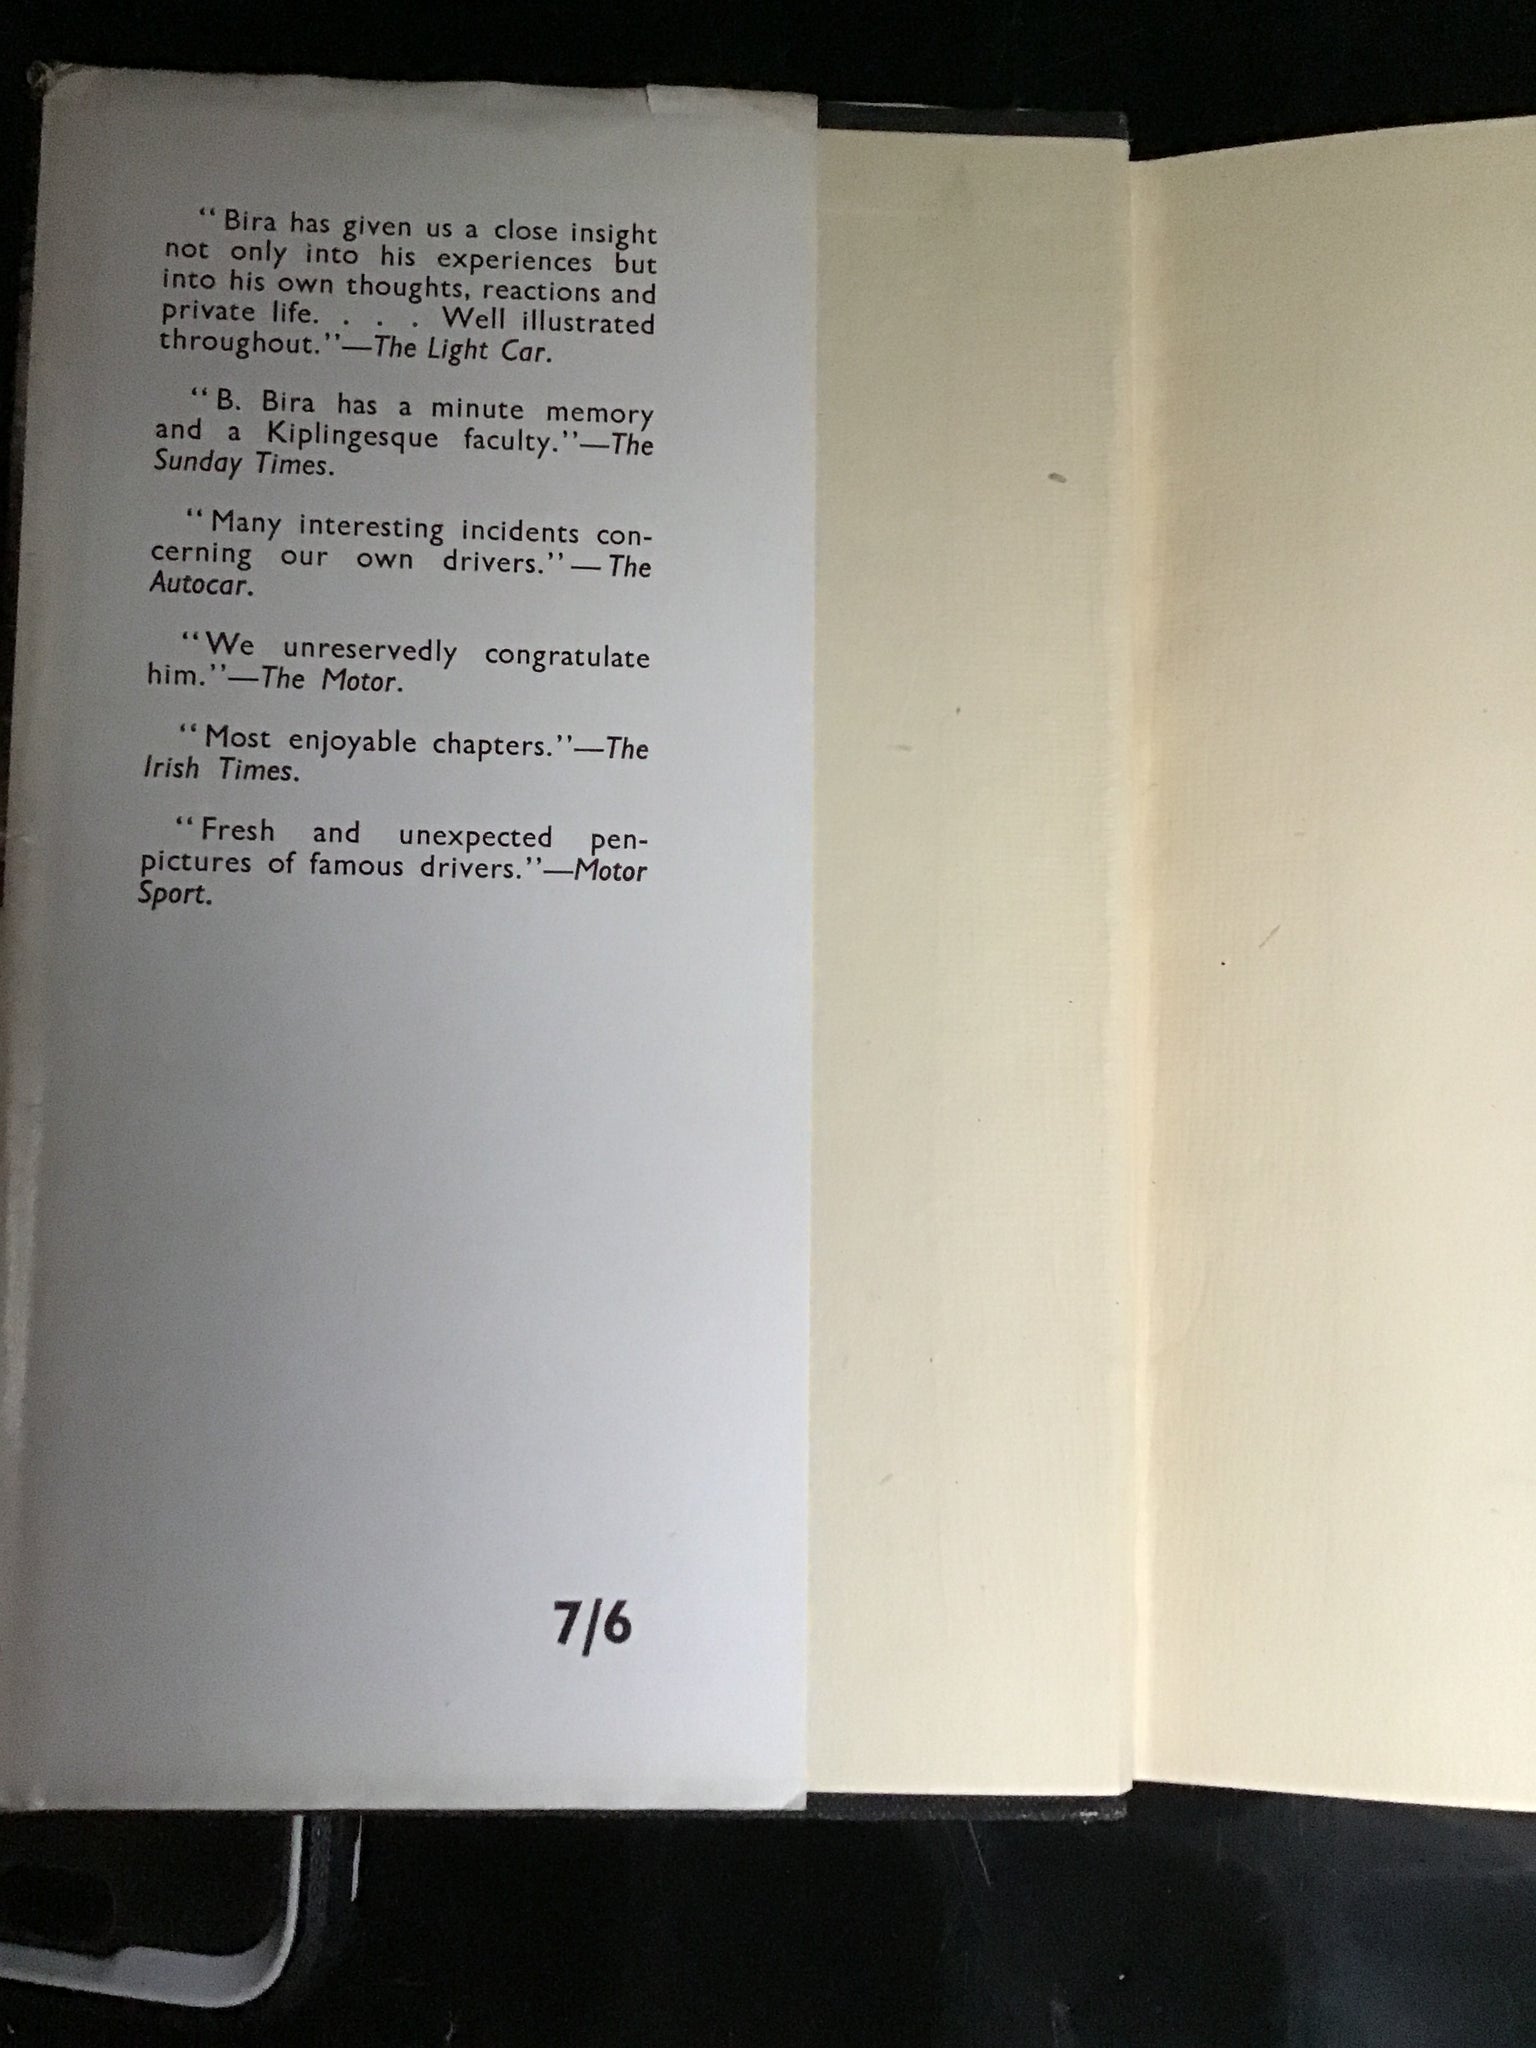 “Bira has given us a close insight
not only into his experiences but
into his own thoughts, reactions and
private life. . . . Well illustrated
throughout.”—The Light Car.
“B. Bira has a minute memory
and a Kiplingesque faculty.”—The
Sunday Times.
“Many interesting incidents con-
cerning our own drivers.”—The
Autocar.
“We unreservedly congratulate
him.”—The Motor.
“Most enjoyable chapters.”—The
Irish Times.
“Fresh and unexpected pen-
pictures of famous drivers.”—Motor
Sport.
7/6